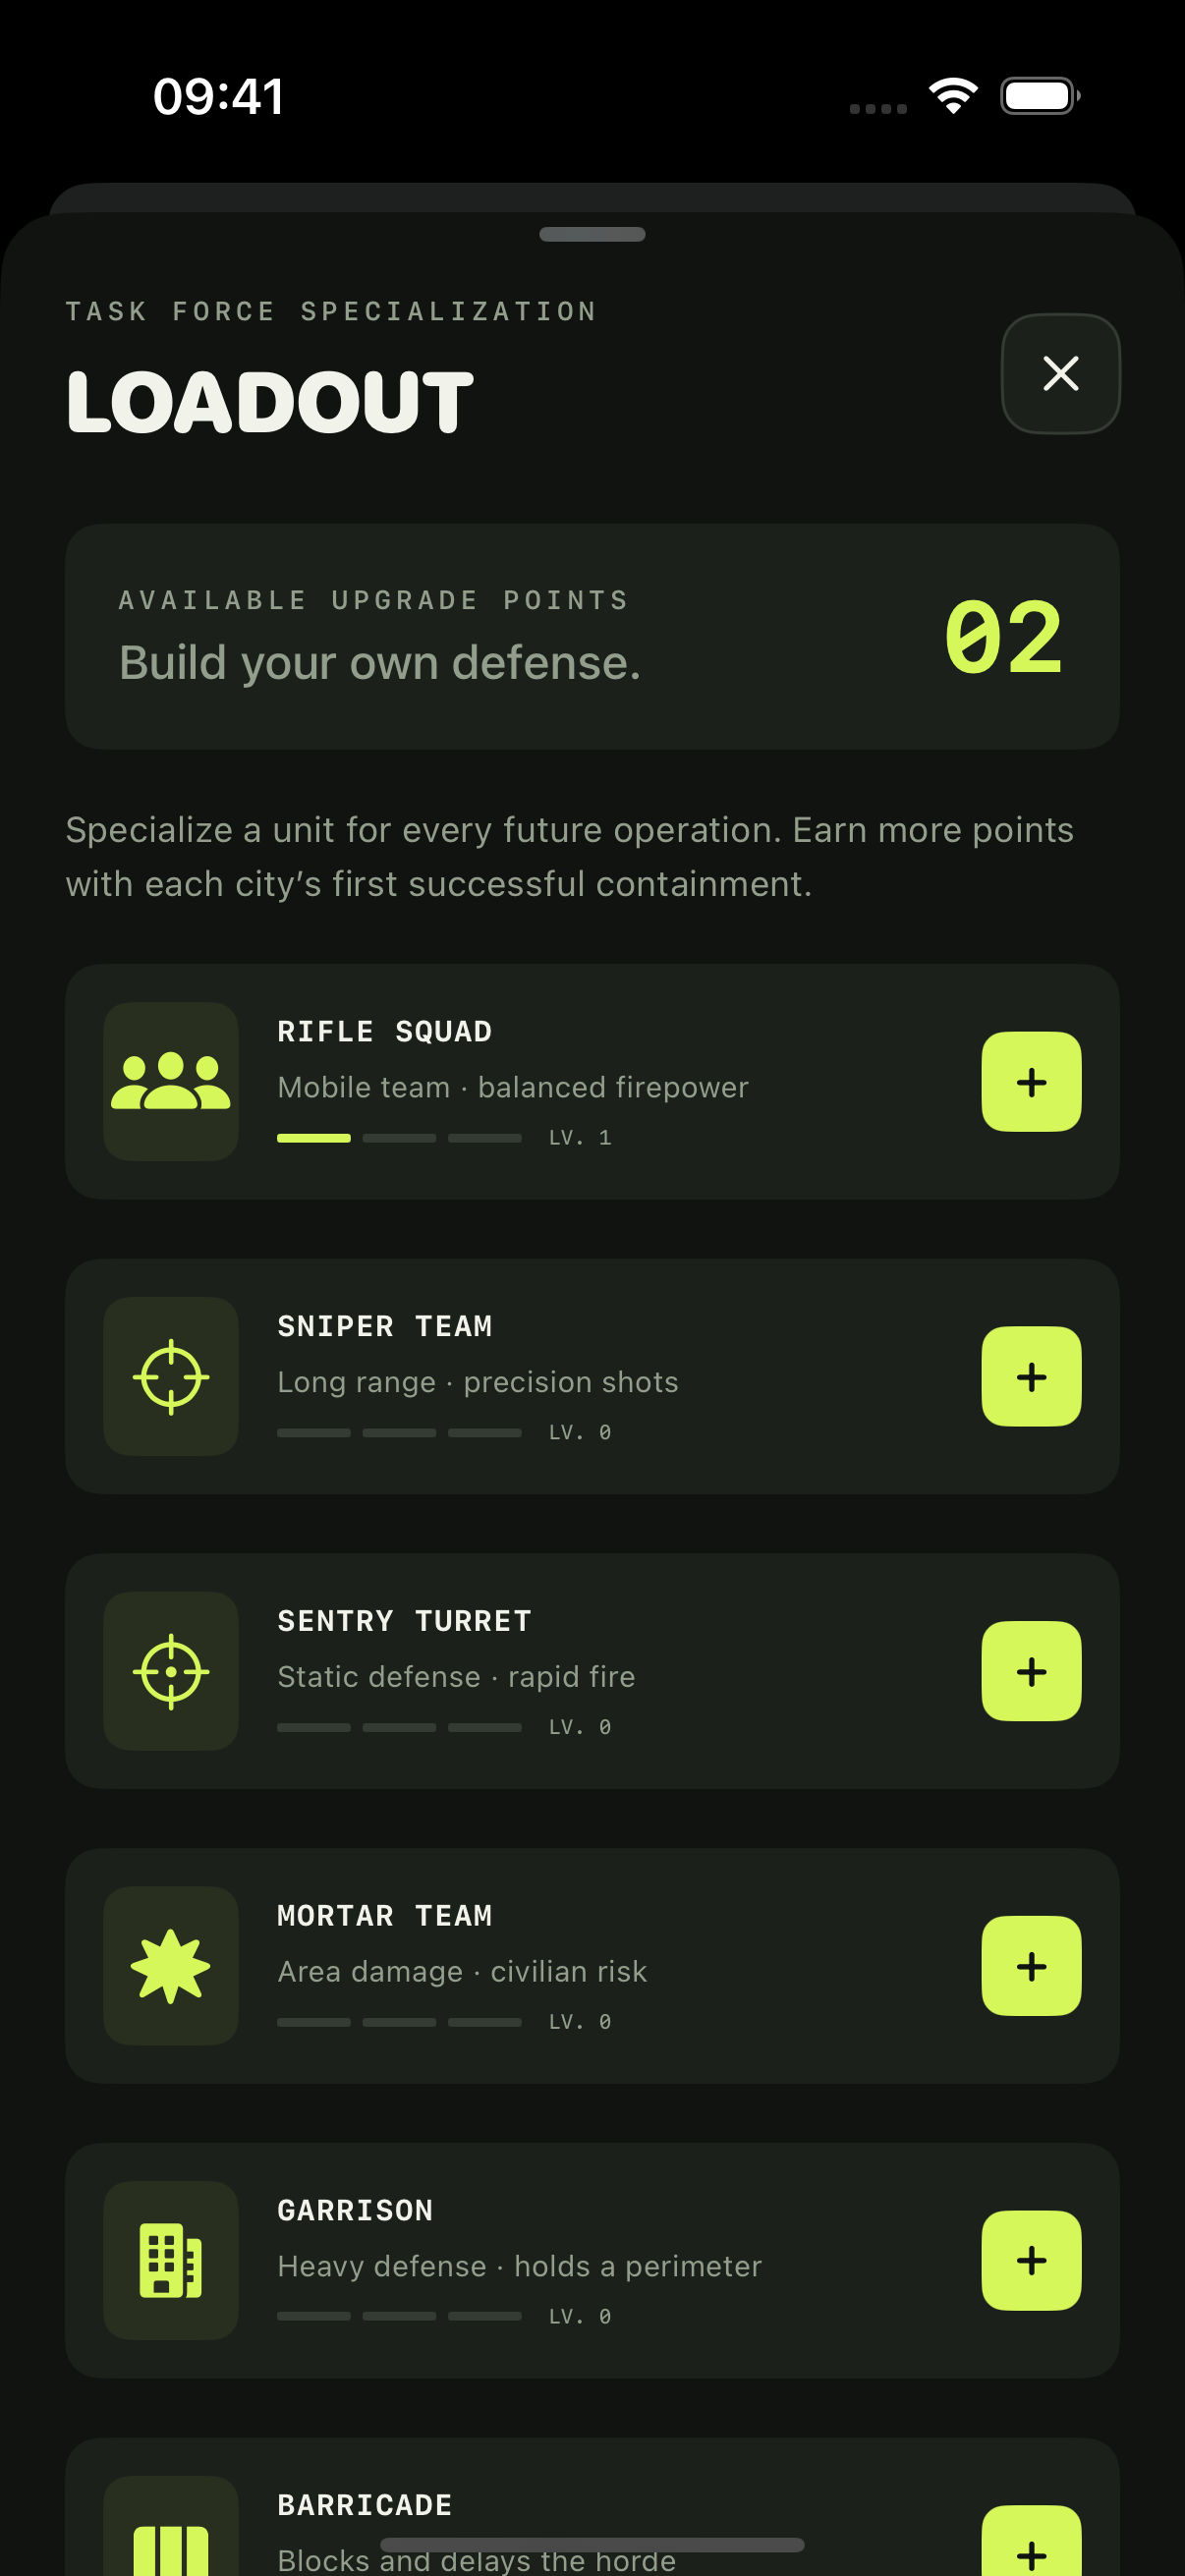 09:41
TASK FORCE SPECIALIZATION
LOADOUT
AVAILABLE UPGRADE POINTS
Build your own defense.
02
Specialize a unit for every future operation. Earn more points
with each city’s first successful containment.
RIFLE SQUAD
Mobile team · balanced firepower
LV. 1
SNIPER TEAM
Long range · precision shots
LV. 0
SENTRY TURRET
Static defense · rapid fire
LV. 0
MORTAR TEAM
Area damage · civilian risk
LV. 0
GARRISON
Heavy defense · holds a perimeter
LV. 0
BARRICADE
Blocks and delays the horde